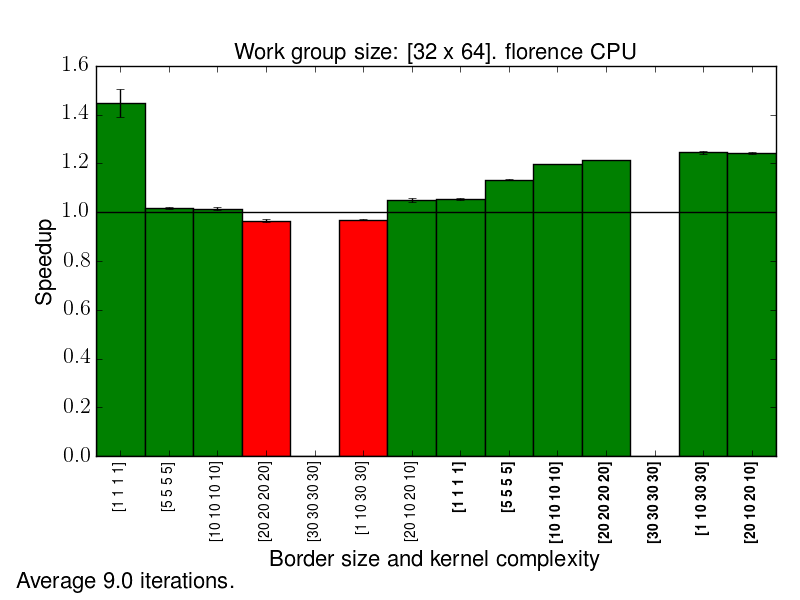 Work group size: [32 x 64]. florence CPU
1.6
1.4
1.2
1.0
0.8
0.6
0.4
0.2
0.0
Speedup
[1 1 1 1]
[5 5 5 5]
[10 10 10 10]
[20 20 20 20]
[30 30 30 30]
[1 10 30 30]
[20 10 20 10]
[1 1 1 1]
[5 5 5 5]
[10 10 10 10]
[20 20 20 20]
[30 30 30 30]
[1 10 30 30]
[20 10 20 10]
Border size and kernel complexity
Average 9.0 iterations.